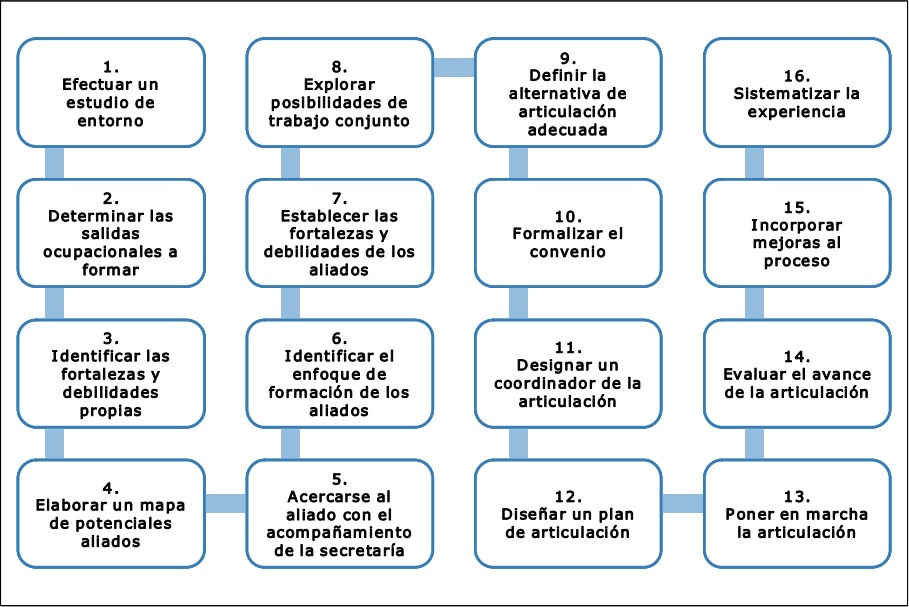 1.
Efectuar un
estudio de
entorno
2.
Determinar las
salidas
ocupacionales a
formar
3.
Identificar las
fortalezas y
debilidades
propias
4.
Elaborar un mapa
de potenciales
aliados
5.
Acercarse al
aliado con el
acompañamiento
de la secretaría
6.
Identificar el
enfoque de
formación de los
aliados
7.
Establecer las
fortalezas y
debilidades de los
aliados
8.
Explorar
posibilidades de
trabajo conjunto
9.
Definir la
alternativa de
articulación
adecuada
10.
Formalizar el
convenio
11.
Designar un
coordinador de la
articulación
12.
Diseñar un plan
de articulación
13.
Poner en marcha
la articulación
14.
Evaluar el avance
de la articulación
15.
Incorporar
mejoras al
proceso
16.
Sistematizar la
experiencia